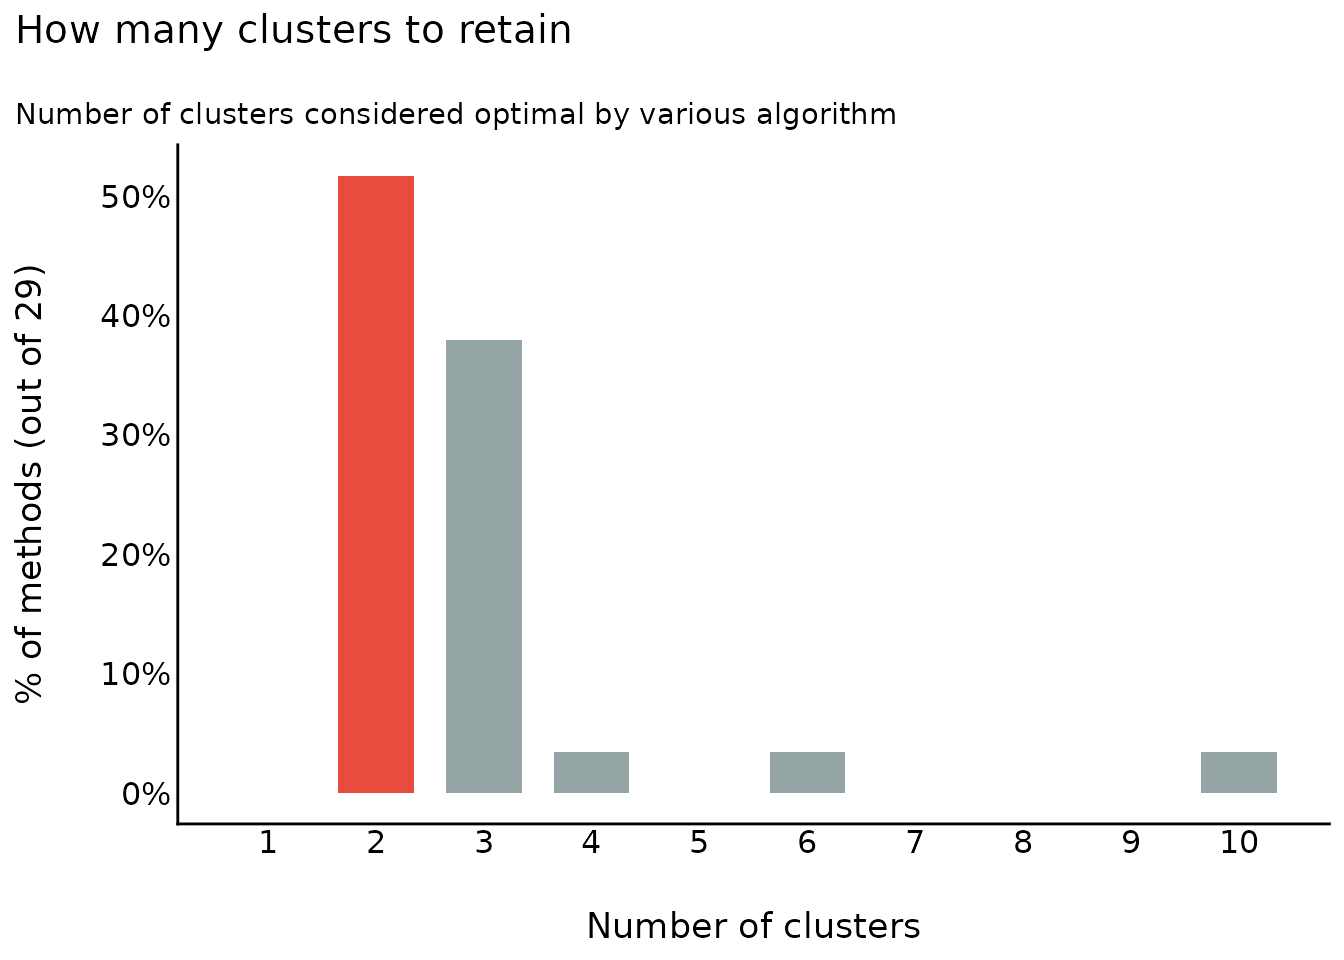 How many clusters to retain
Number of clusters considered optimal by various algorithm
% of methods (out of 29)
50%
40%
30%
20%
10%
0%
1 2 3 4 5 6 7 8 9 10
Number of clusters